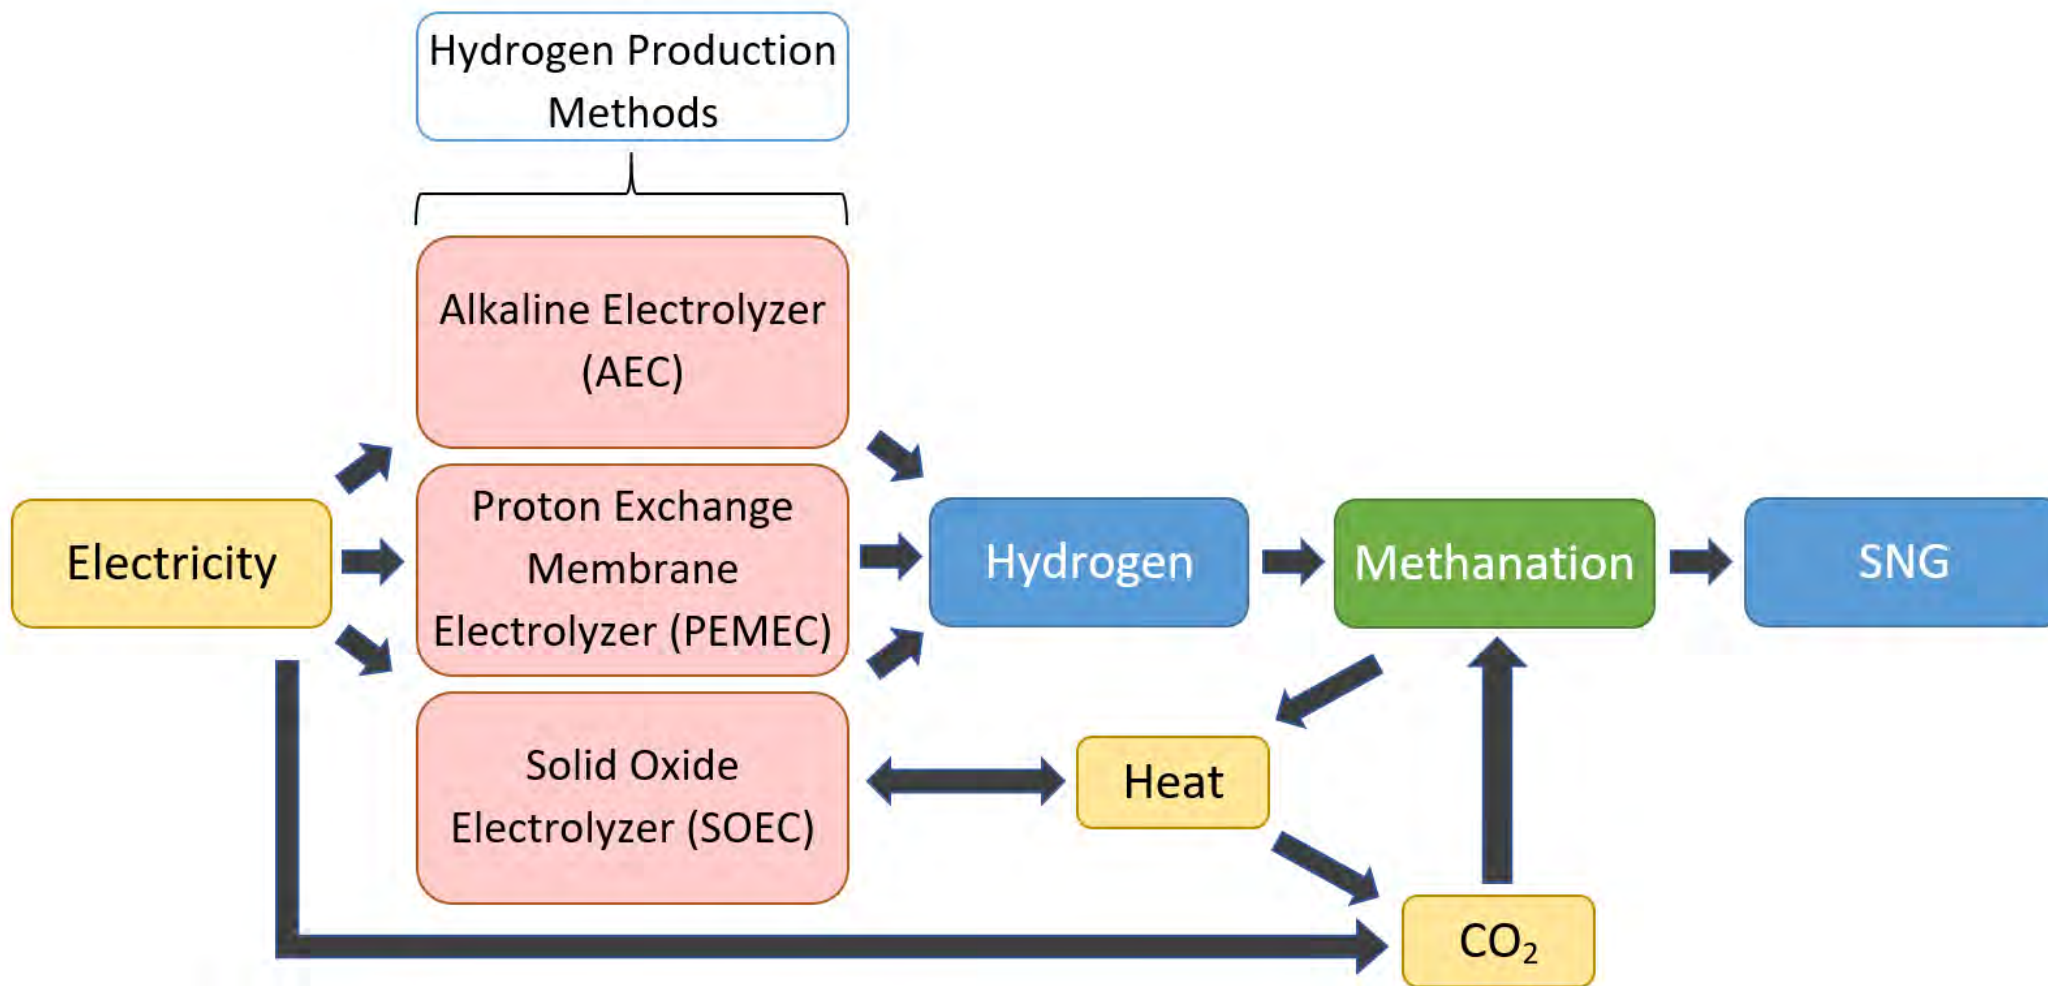 Hydrogen Production
Methods
Alkaline Electrolyzer
(AEC)
Electricity
Proton Exchange
Membrane
Electrolyzer (PEMEC)
Hydrogen
Methanation
SNG
Solid Oxide
Electrolyzer (SOEC)
Heat
CO₂